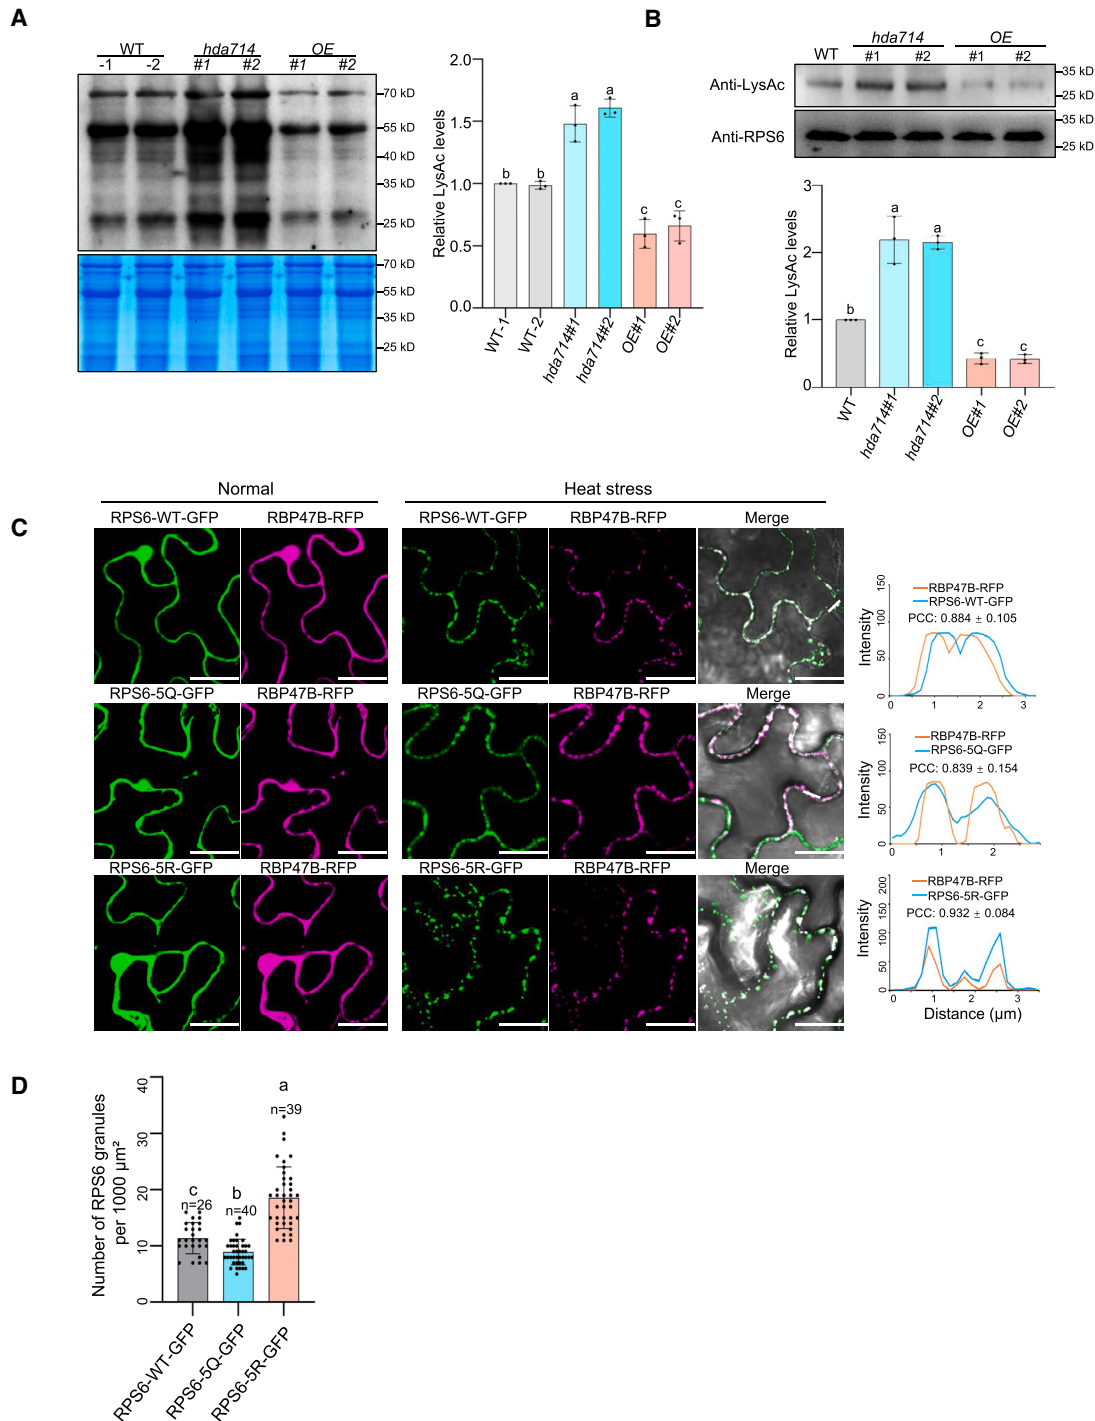 A
WT
hda714
OE
-1
-2
#1
#2
#1
#2
70 kD
55 kD
40 kD
35 kD
25 kD
70 kD
55 kD
35 kD
25 kD
Relative LysAc levels
2.0
1.5
1.0
0.5
0.0
b
b
a
a
c
c
WT-1
WT-2
hda714#1
hda714#2
OE#1
OE#2
B
WT
hda714
OE
#1
#2
#1
#2
Anti-LysAc
35 kD
25 kD
Anti-RPS6
35 kD
25 kD
Relative LysAc levels
3
2
1
0
b
a
a
c
c
WT
hda714#1
hda714#2
OE#1
OE#2
C
Normal
Heat stress
RPS6-WT-GFP
RBP47B-RFP
RPS6-WT-GFP
RBP47B-RFP
Merge
Intensity
150
100
50
0
RBP47B-RFP
RPS6-WT-GFP
PCC: 0.884 ± 0.105
0
1
2
3
RPS6-5Q-GFP
RBP47B-RFP
RPS6-5Q-GFP
RBP47B-RFP
Merge
Intensity
150
100
50
0
RBP47B-RFP
RPS6-5Q-GFP
PCC: 0.839 ± 0.154
0
1
2
RPS6-5R-GFP
RBP47B-RFP
RPS6-5R-GFP
RBP47B-RFP
Merge
Intensity
200
150
100
50
0
RBP47B-RFP
RPS6-5R-GFP
PCC: 0.932 ± 0.084
0
1
2
3
Distance (µm)
D
Number of RPS6 granules
per 1000 µm²
40
30
20
10
0
c
n=26
b
n=40
a
n=39
RPS6-WT-GFP
RPS6-5Q-GFP
RPS6-5R-GFP